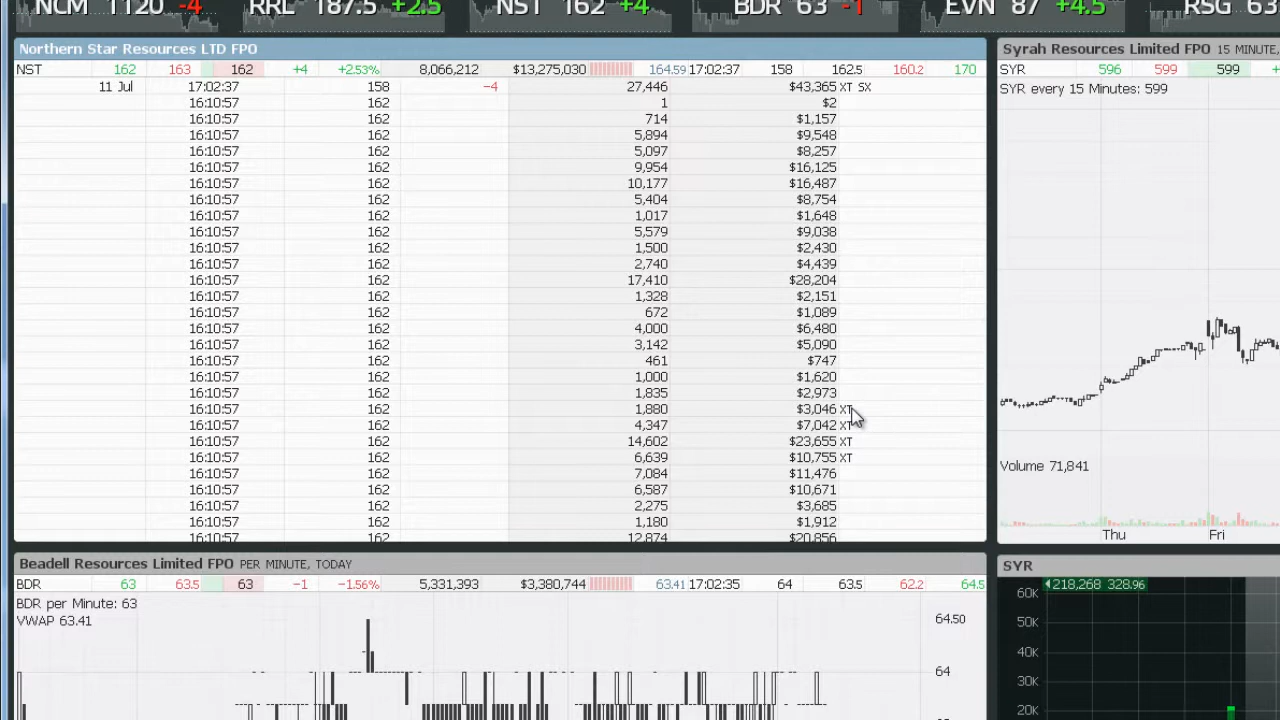 NCM 1120 -4 RRL 187.5 +2.5 NST 162 +4 BDR 63 -1 EVN 87 +4.5 RSG 63
Northern Star Resources LTD FPO
NST 162 163 162 +4 +2.53% 8,066,212 $13,275,030 164.59 17:02:37 158 162.5 160.2 170
11 Jul 17:02:37 158 -4 27,446 $43,365 XT SX
16:10:57 162 1 $2
16:10:57 162 714 $1,157
16:10:57 162 5,894 $9,548
16:10:57 162 5,097 $8,257
16:10:57 162 9,954 $16,125
16:10:57 162 10,177 $16,487
16:10:57 162 5,404 $8,754
16:10:57 162 1,017 $1,648
16:10:57 162 5,579 $9,038
16:10:57 162 1,500 $2,430
16:10:57 162 2,740 $4,439
16:10:57 162 17,410 $28,204
16:10:57 162 1,328 $2,151
16:10:57 162 672 $1,089
16:10:57 162 4,000 $6,480
16:10:57 162 3,142 $5,090
16:10:57 162 461 $747
16:10:57 162 1,000 $1,620
16:10:57 162 1,835 $2,973
16:10:57 162 1,880 $3,046 XT
16:10:57 162 4,347 $7,042 XT
16:10:57 162 14,602 $23,655 XT
16:10:57 162 6,639 $10,755 XT
16:10:57 162 7,084 $11,476
16:10:57 162 6,587 $10,671
16:10:57 162 2,275 $3,685
16:10:57 162 1,180 $1,912
16:10:57 162 12,874 $20,856
Beadell Resources Limited FPO PER MINUTE, TODAY
BDR 63 63.5 63 -1 -1.56% 5,331,393 $3,380,744 63.41 17:02:35 64 63.5 62.2 64.5
BDR per Minute: 63
VWAP 63.41
64.50
64
Syrah Resources Limited FPO 15 MINUTE,
SYR 596 599 599
SYR every 15 Minutes: 599
Volume 71,841
Thu Fri
SYR
218,268 328.96
60K
50K
40K
30K
20K